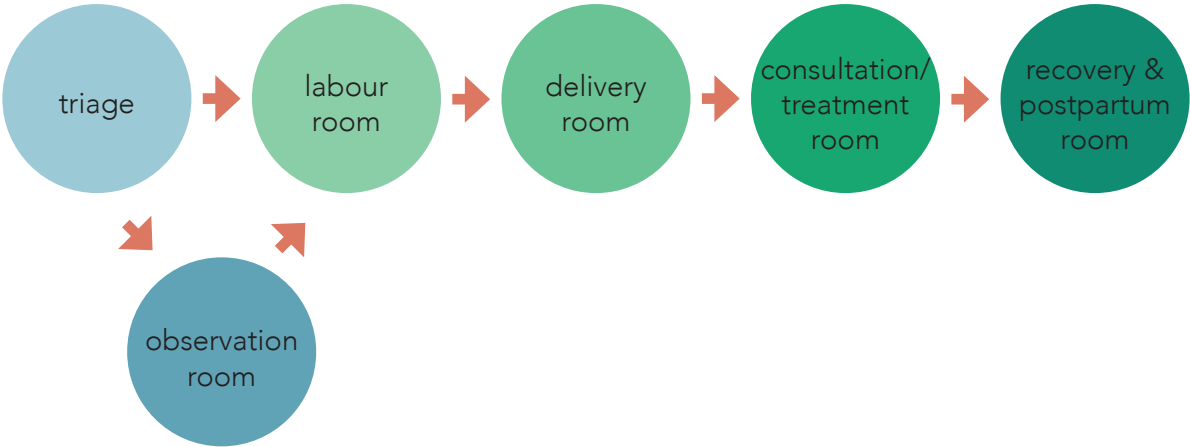 triage
labour
room
delivery
room
consultation/
treatment
room
recovery &
postpartum
room
observation
room